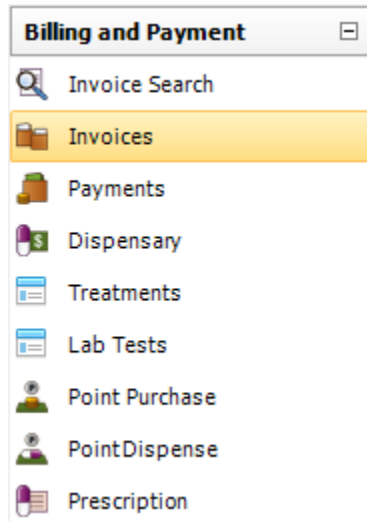 Billing and Payment
Invoice Search
Invoices
Payments
Dispensary
Treatments
Lab Tests
Point Purchase
PointDispense
Prescription